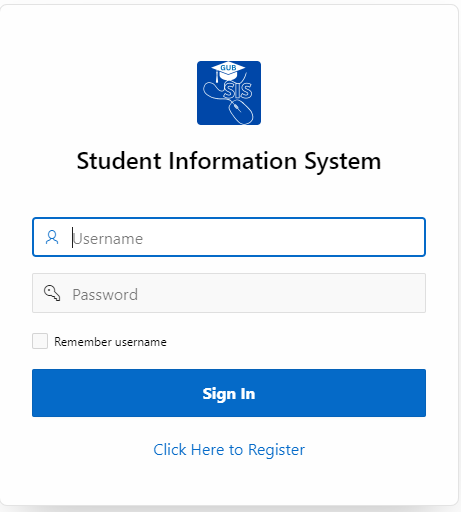 GUB
SIS
Student Information System
Username
Password
Remember username
Sign In
Click Here to Register